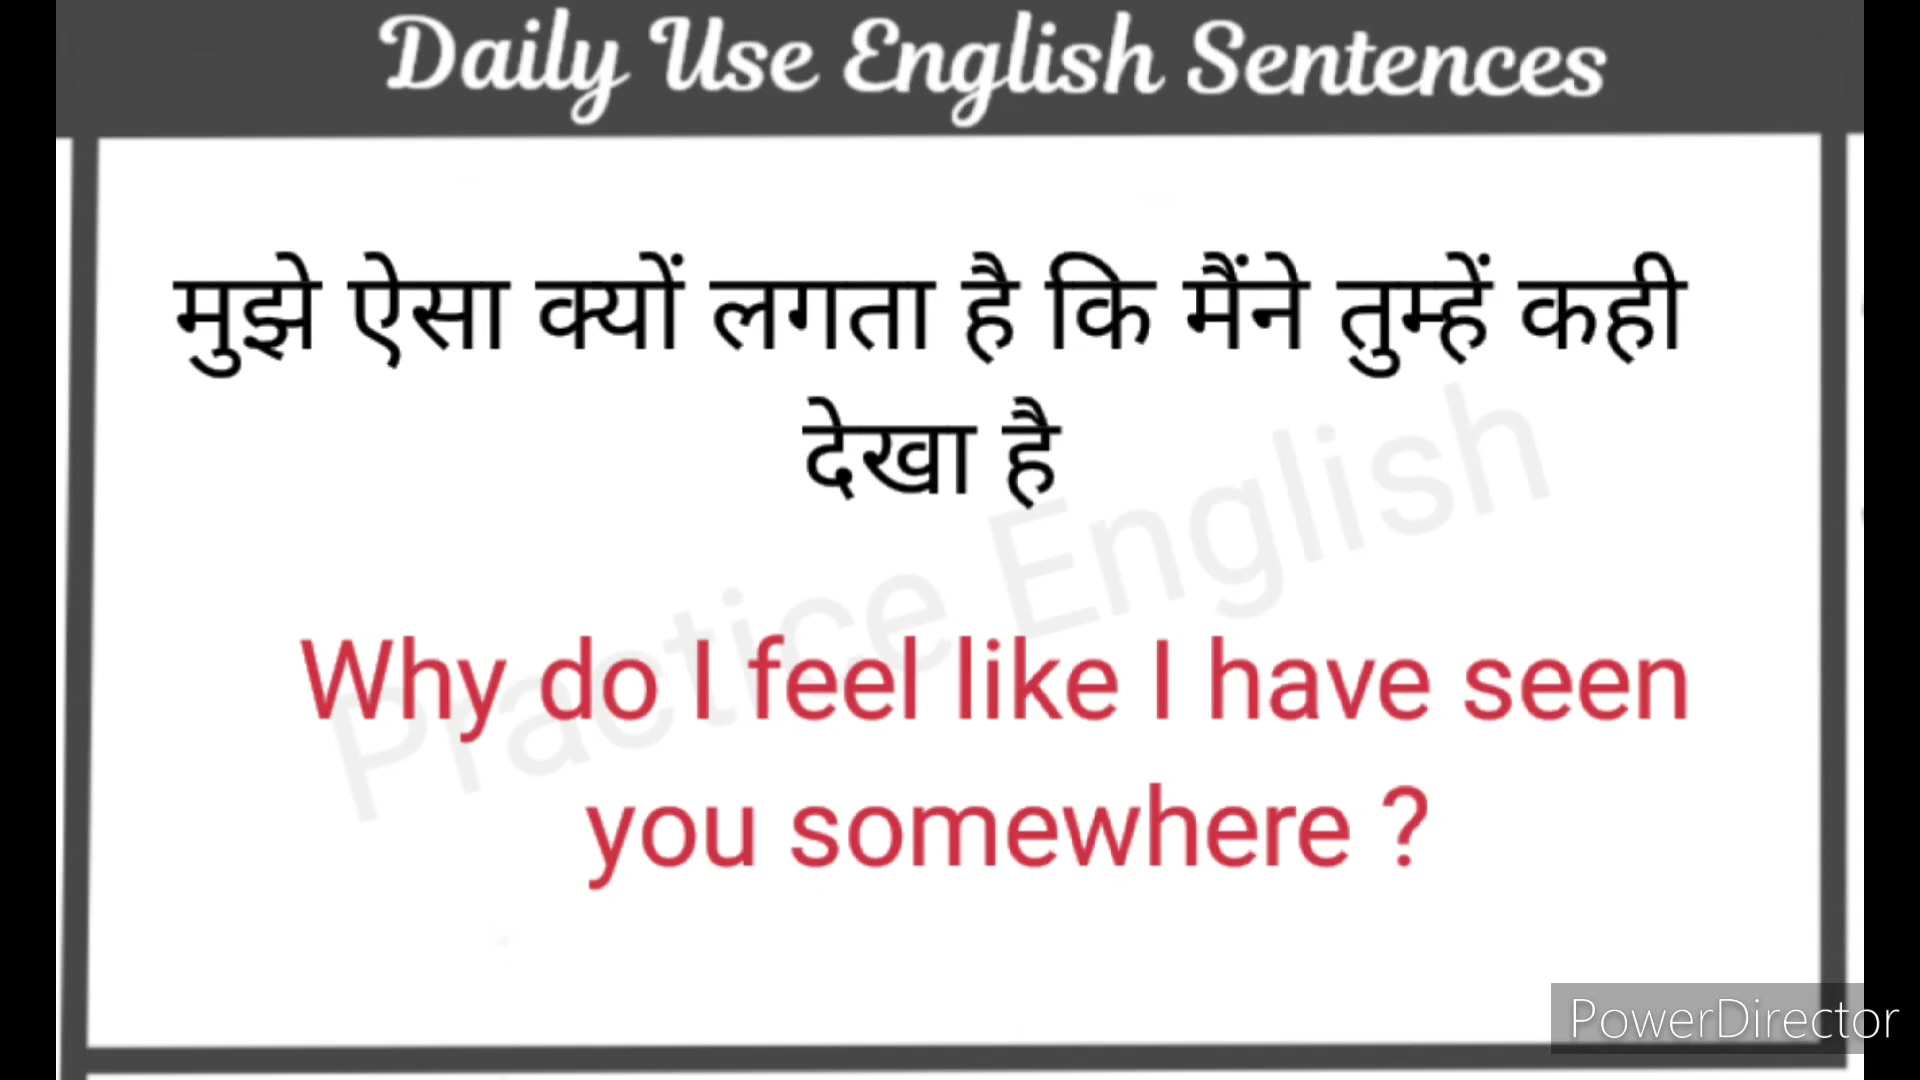 Daily Use English Sentences
मुझे ऐसा क्यों लगता है कि मैंने तुम्हें कही
देखा है
Practice English
Why do I feel like I have seen
you somewhere ?
PowerDirector